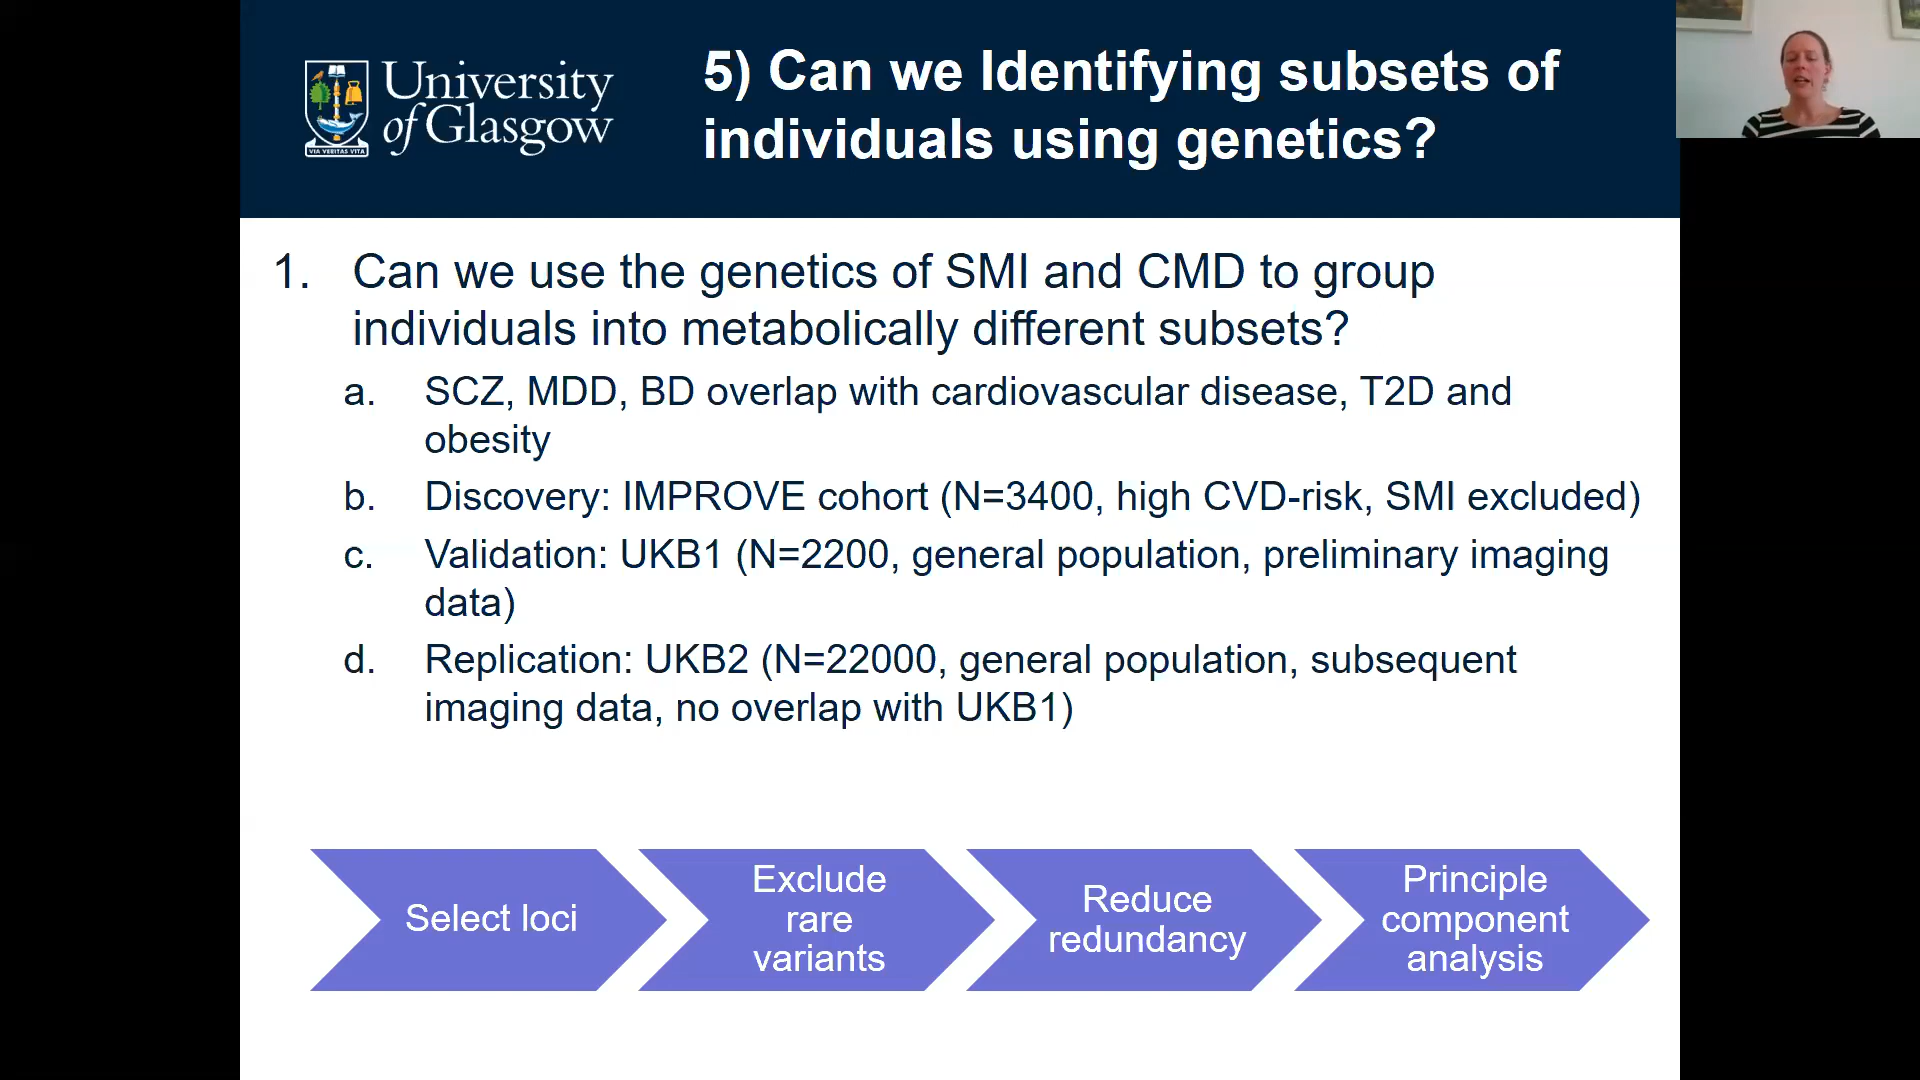 University
of Glasgow
VIA VERITAS VITA
5) Can we Identifying subsets of
individuals using genetics?
1. Can we use the genetics of SMI and CMD to group
individuals into metabolically different subsets?
a. SCZ, MDD, BD overlap with cardiovascular disease, T2D and
obesity
b. Discovery: IMPROVE cohort (N=3400, high CVD-risk, SMI excluded)
c. Validation: UKB1 (N=2200, general population, preliminary imaging
data)
d. Replication: UKB2 (N=22000, general population, subsequent
imaging data, no overlap with UKB1)
Select loci
Exclude
rare
variants
Reduce
redundancy
Principle
component
analysis